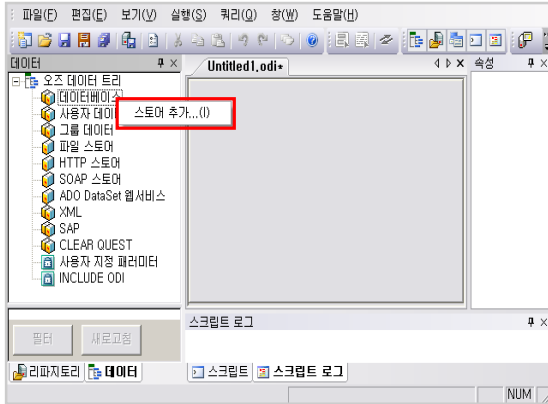 파일(F) 편집(E) 보기(V) 실행(S) 쿼리(Q) 창(W) 도움말(H)
데이터
Untitled1.odi*
속성
오즈 데이터 트리
데이터베이스
사용자 데이터
스토어 추가...(I)
그룹 데이터
파일 스토어
HTTP 스토어
SOAP 스토어
ADO DataSet 웹서비스
XML
SAP
CLEAR QUEST
사용자 지정 패러미터
INCLUDE ODI
스크립트 로그
필터 새로고침
리파지토리 데이터 스크립트 스크립트 로그
NUM